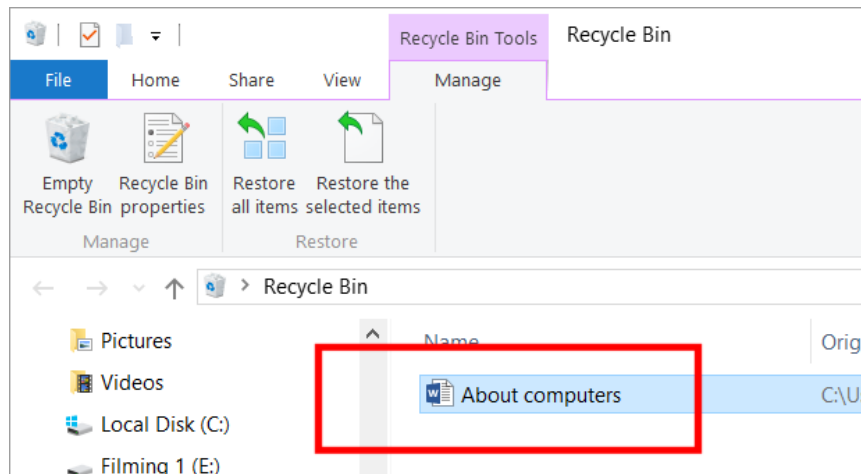 Recycle Bin Tools
Recycle Bin
File
Home
Share
View
Manage
Empty
Recycle Bin
Recycle Bin
properties
Restore
all items
Restore the
selected items
Manage
Restore
Recycle Bin
Pictures
Videos
Local Disk (C:)
Filming 1 (E:)
Name
Orig
W
About computers
C:\U